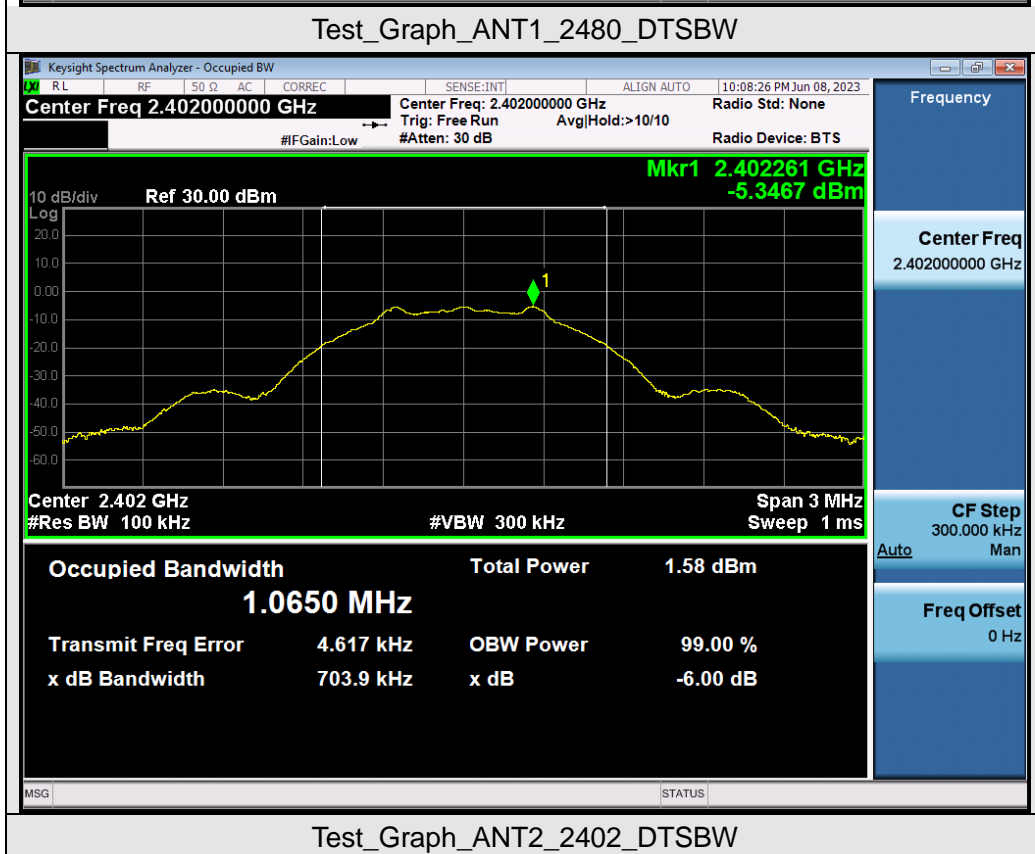 Test_Graph_ANT1_2480_DTSBW
Keysight Spectrum Analyzer - Occupied BW
LXI RL RF 50 Ω AC CORREC SENSE:INT ALIGN AUTO 10:08:26 PM Jun 08, 2023
Center Freq 2.402000000 GHz
Center Freq: 2.402000000 GHz
Radio Std: None
Trig: Free Run Avg|Hold:>10/10
#IFGain:Low #Atten: 30 dB Radio Device: BTS
Mkr1 2.402261 GHz
-5.3467 dBm
10 dB/div Ref 30.00 dBm
Log
20.0
10.0
0.00
-10.0
-20.0
-30.0
-40.0
-50.0
-60.0
1
Center 2.402 GHz Span 3 MHz
#Res BW 100 kHz #VBW 300 kHz Sweep 1 ms
Occupied Bandwidth Total Power 1.58 dBm
1.0650 MHz
Transmit Freq Error 4.617 kHz OBW Power 99.00 %
x dB Bandwidth 703.9 kHz x dB -6.00 dB
Frequency
Center Freq
2.402000000 GHz
CF Step
300.000 kHz
Auto Man
Freq Offset
0 Hz
MSG STATUS
Test_Graph_ANT2_2402_DTSBW